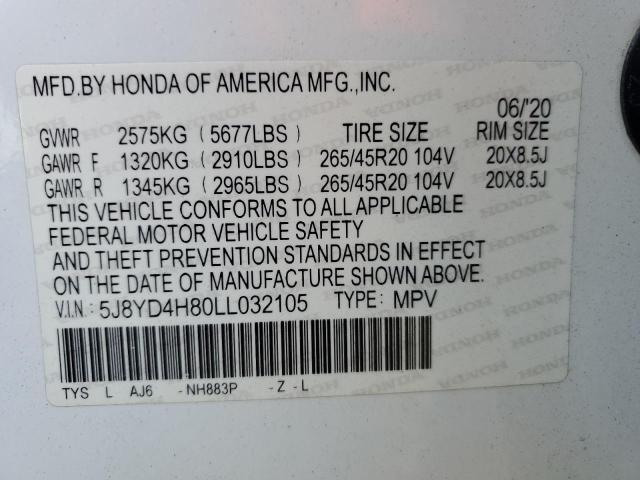 MFD.BY HONDA OF AMERICA MFG.,INC.
06/'20
GVWR 2575KG (5677LBS) TIRE SIZE RIM SIZE
GAWR F 1320KG (2910LBS) 265/45R20 104V 20X8.5J
GAWR R 1345KG (2965LBS) 265/45R20 104V 20X8.5J
THIS VEHICLE CONFORMS TO ALL APPLICABLE
FEDERAL MOTOR VEHICLE SAFETY
AND THEFT PREVENTION STANDARDS IN EFFECT
ON THE DATE OF MANUFACTURE SHOWN ABOVE.
V.I.N.: 5J8YD4H80LL032105 TYPE: MPV
TYS L AJ6 -NH883P -Z-L